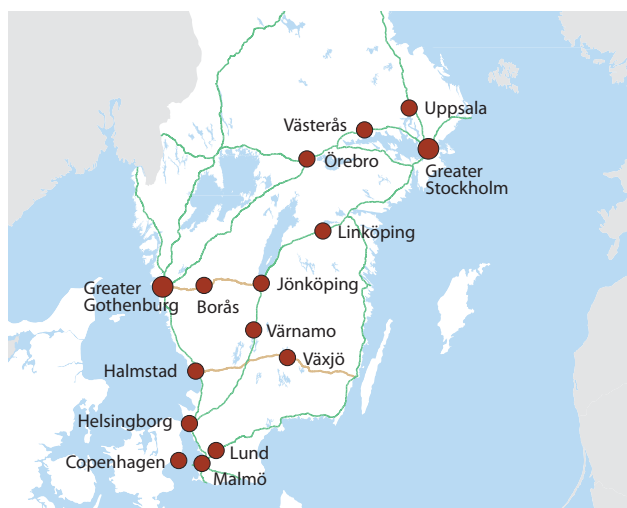 Uppsala
Västerås
Örebro
Greater
Stockholm
Linköping
Greater
Gothenburg
Borås
Jönköping
Värnamo
Växjö
Halmstad
Helsingborg
Lund
Copenhagen
Malmö